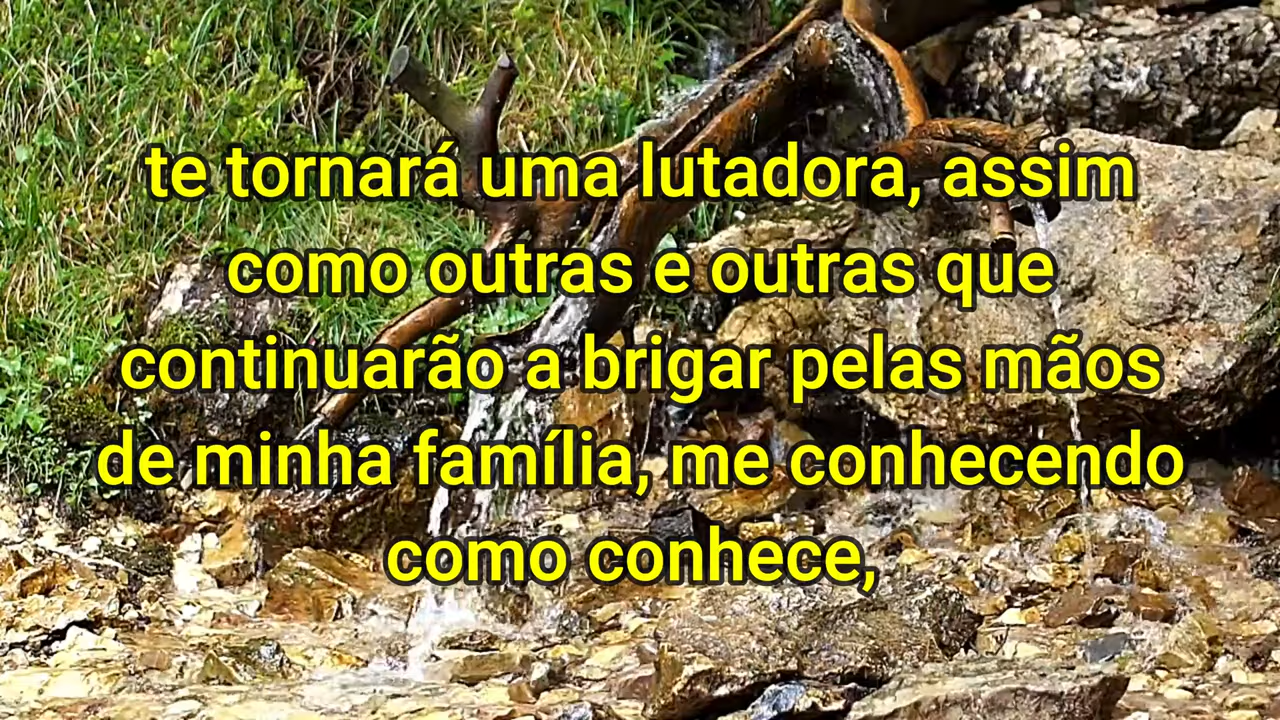 te tornará uma lutadora, assim
como outras e outras que
continuarão a brigar pelas mãos
de minha família, me conhecendo
como conhece,